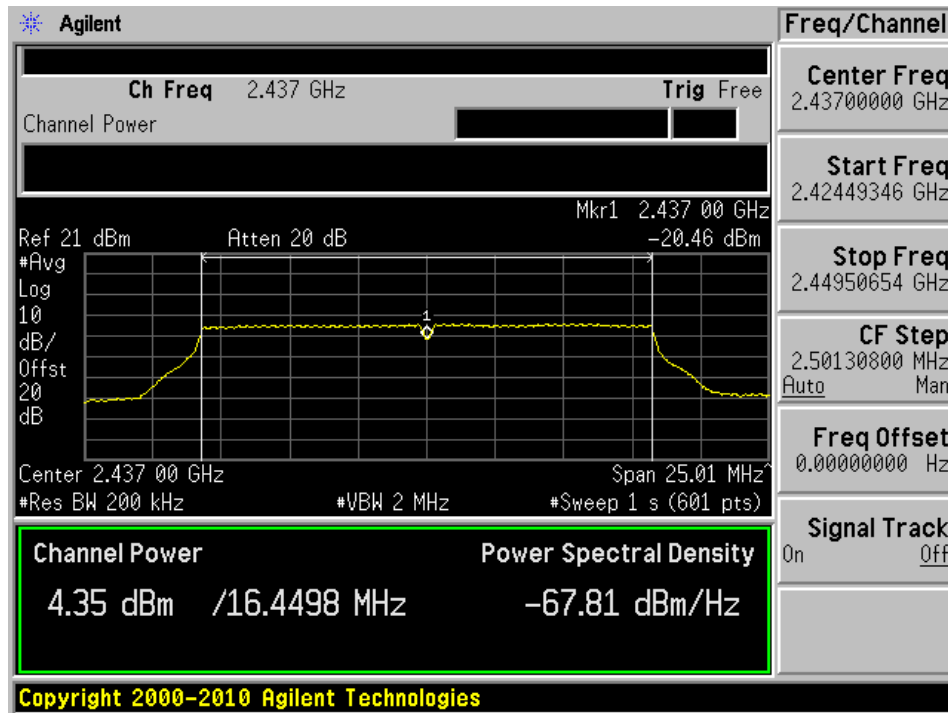 Agilent
Freq/Channel
Ch Freq 2.437 GHz
Trig Free
Channel Power
Center Freq
2.43700000 GHz
Start Freq
2.42449346 GHz
Mkr1 2.437 00 GHz
Ref 21 dBm
Atten 20 dB
-20.46 dBm
#Avg
Log
10
dB/
Offst
20
dB
1
Stop Freq
2.44950654 GHz
CF Step
2.50130800 MHz
Auto Man
Freq Offset
0.00000000 Hz
Center 2.437 00 GHz
Span 25.01 MHz^
#Res BW 200 kHz
#VBW 2 MHz
#Sweep 1 s (601 pts)
Signal Track
On Off
Channel Power
Power Spectral Density
4.35 dBm /16.4498 MHz
-67.81 dBm/Hz
Copyright 2000-2010 Agilent Technologies